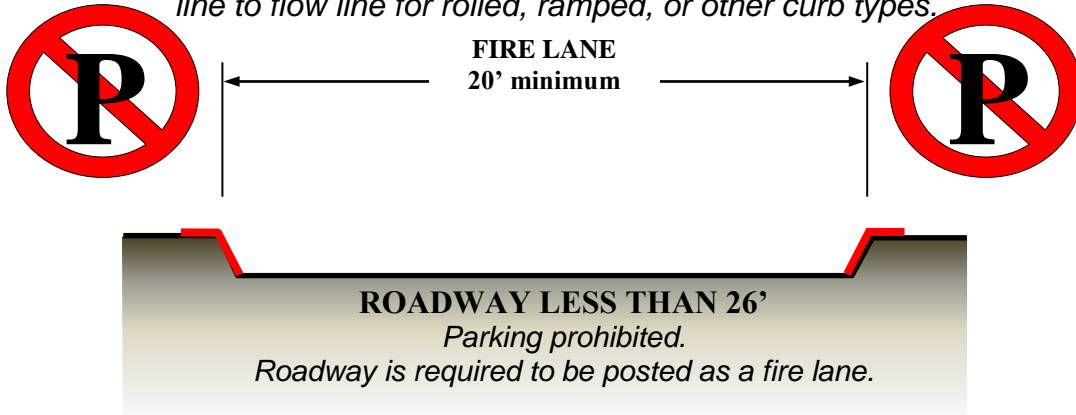 line to flow line for rolled, ramped, or other curb types.
FIRE LANE
20’ minimum
P
P
ROADWAY LESS THAN 26’
Parking prohibited.
Roadway is required to be posted as a fire lane.